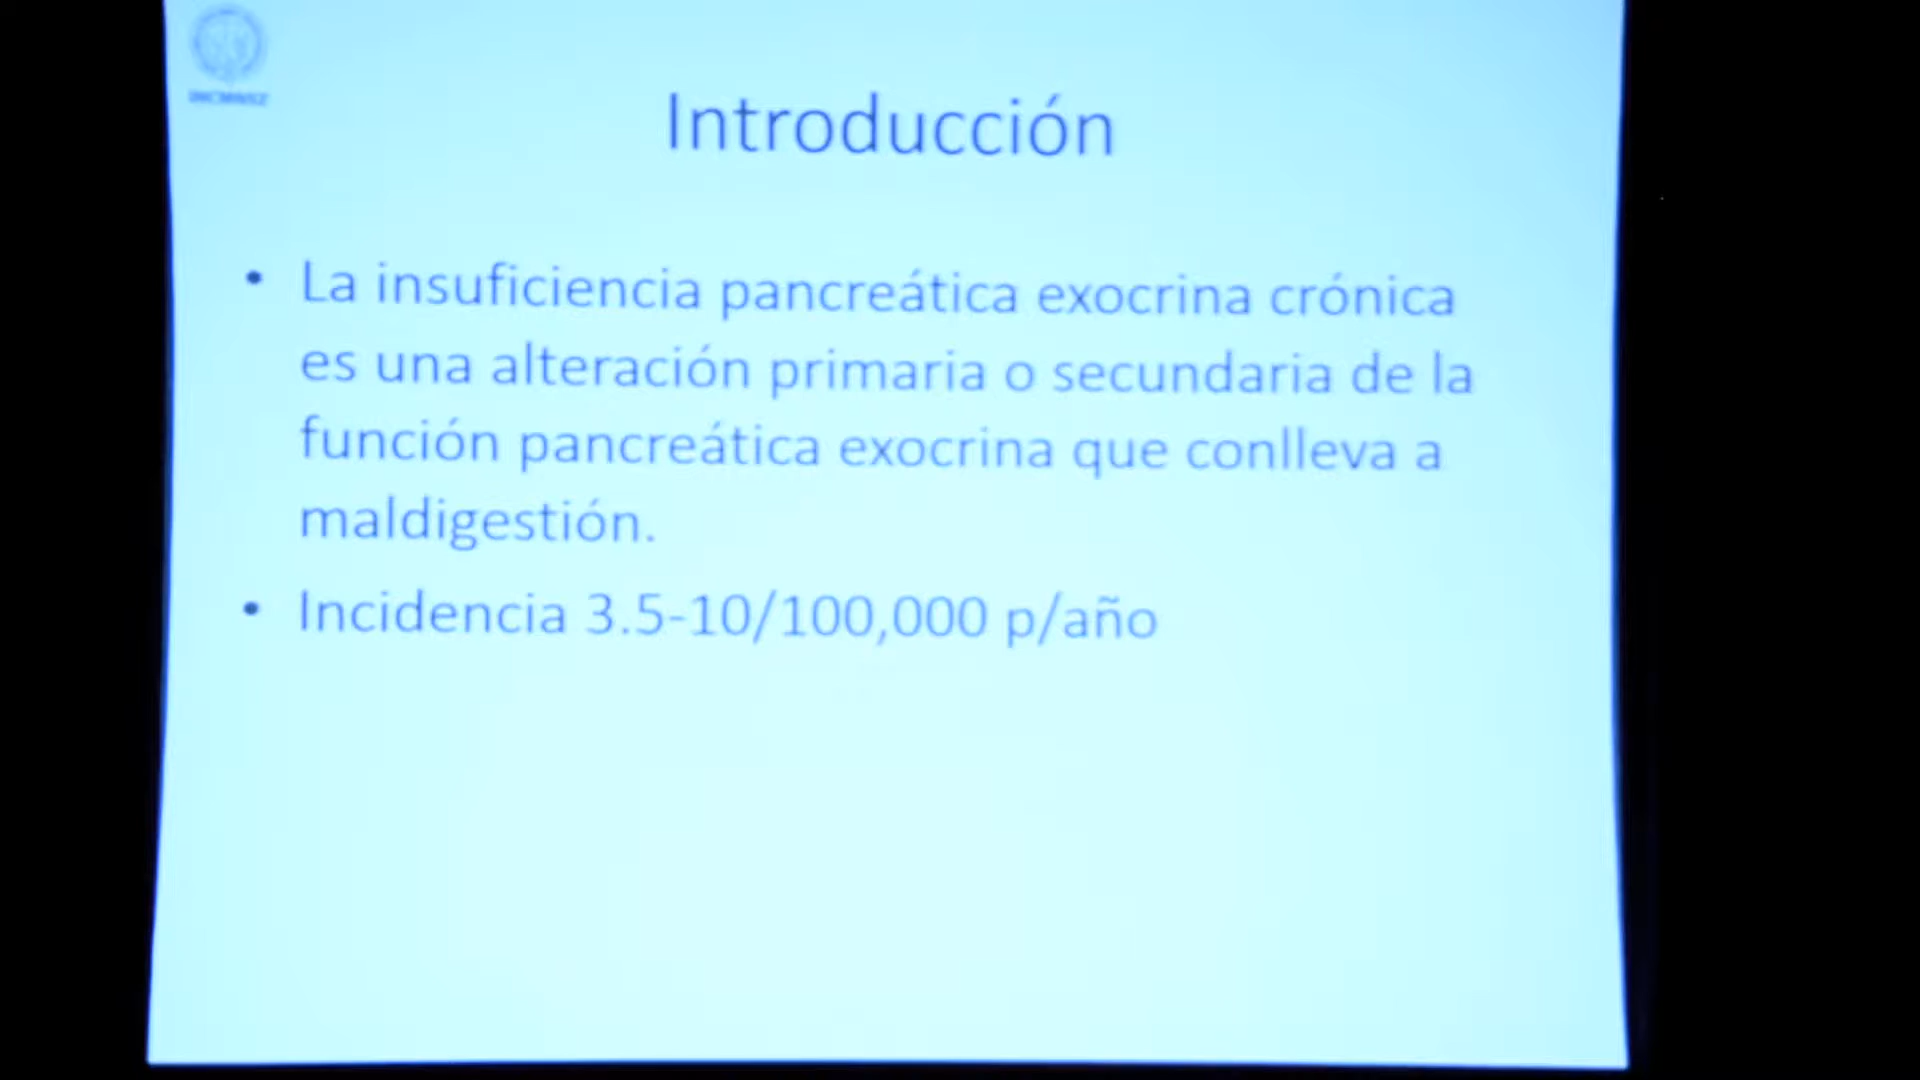 INCMNSZ
Introducción
• La insuficiencia pancreática exocrina crónica
es una alteración primaria o secundaria de la
función pancreática exocrina que conlleva a
maldigestión.
• Incidencia 3.5-10/100,000 p/año